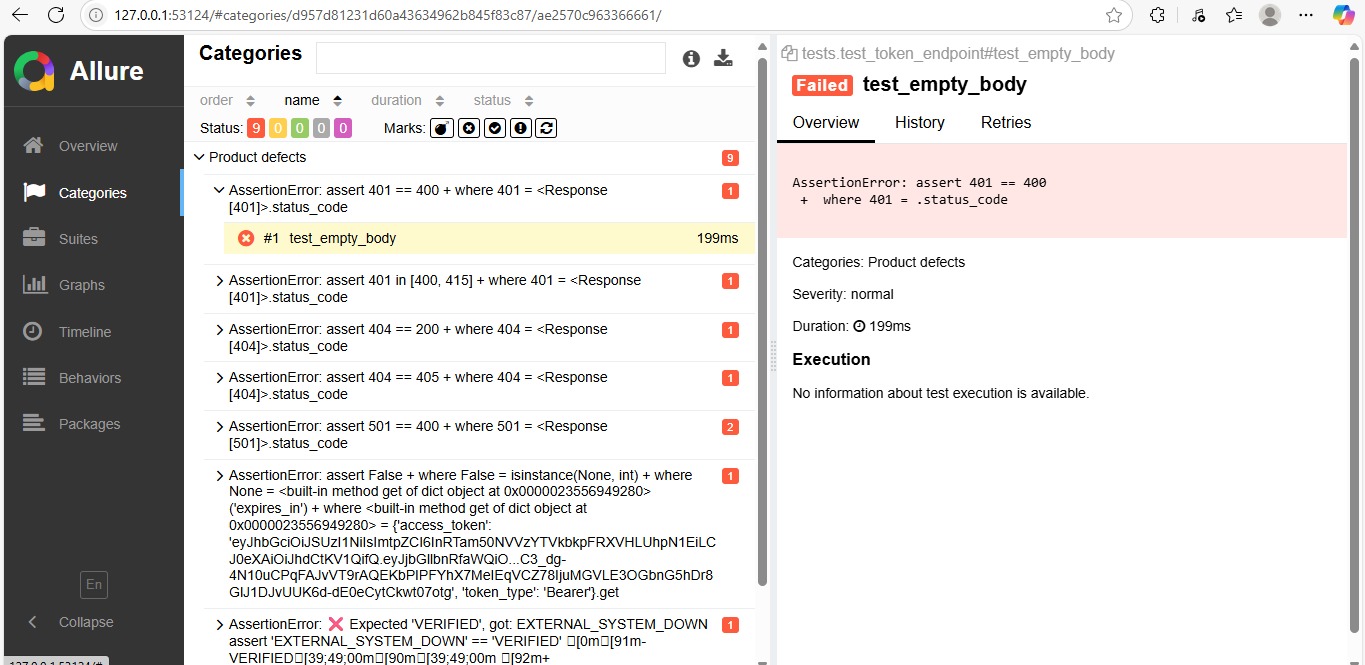 127.0.0.1:53124/#categories/d957d81231d60a43634962b845f83c87/ae2570c963366661/
Allure
Overview
Categories
Suites
Graphs
Timeline
Behaviors
Packages
En
Collapse
Categories
order name duration status
Status: 9 0 0 0 0 Marks:
Product defects 9
AssertionError: assert 401 == 400 + where 401 = <Response 1
[401]>.status_code
#1 test_empty_body 199ms
AssertionError: assert 401 in [400, 415] + where 401 = <Response 1
[401]>.status_code
AssertionError: assert 404 == 200 + where 404 = <Response 1
[404]>.status_code
AssertionError: assert 404 == 405 + where 404 = <Response 1
[404]>.status_code
AssertionError: assert 501 == 400 + where 501 = <Response 2
[501]>.status_code
AssertionError: assert False + where False = isinstance(None, int) + where 1
None = <built-in method get of dict object at 0x0000023556949280>
('expires_in') + where <built-in method get of dict object at
0x0000023556949280> = {'access_token':
'eyJhbGciOiJSUzI1NiIsImtpZCI6InRTam50NVVzYTVkbkpFRXVHLUhpN1EiLC
J0eXAiOiJhdCtKV1QifQ.eyJjbGllbnRfaWQiO...C3_dg-
4N10uCPqFAJvVT9rAQEKbPlPFYhX7MelEqVCZ78IjuMGVLE3OGbnG5hDr8
GlJ1DJvUUK6d-dE0eCytCkwt07otg', 'token_type': 'Bearer'}.get
AssertionError: ❌ Expected 'VERIFIED', got: EXTERNAL_SYSTEM_DOWN 1
assert 'EXTERNAL_SYSTEM_DOWN' == 'VERIFIED' □[0m□[91m-
VERIFIED□[39;49;00m□[90m□[39;49;00m □[92m+
tests.test_token_endpoint#test_empty_body
Failed test_empty_body
Overview History Retries
AssertionError: assert 401 == 400
+ where 401 = .status_code
Categories: Product defects
Severity: normal
Duration: 199ms
Execution
No information about test execution is available.